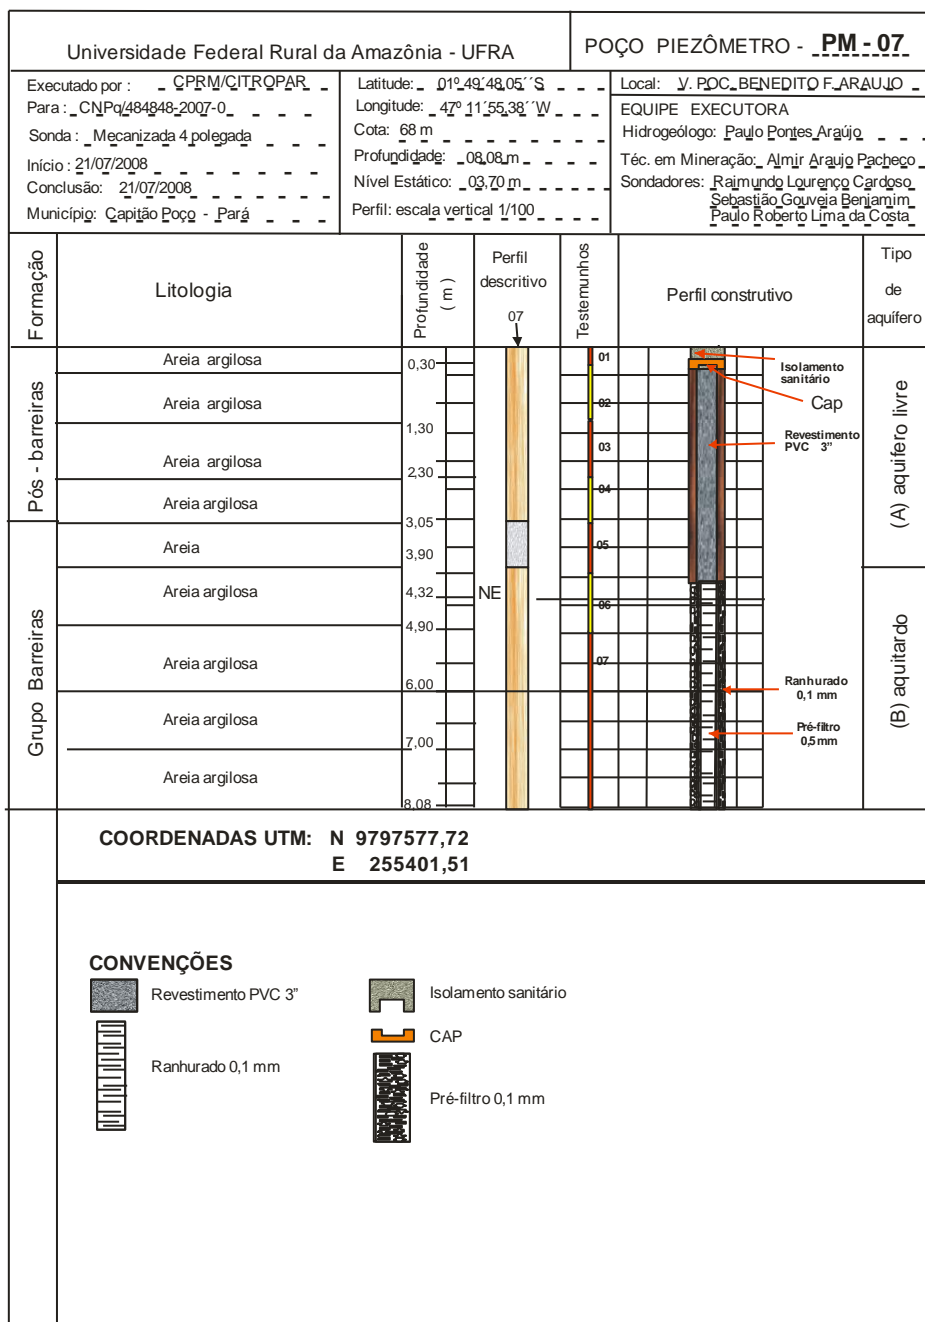 Universidade Federal Rural da Amazônia - UFRA
POÇO PIEZÔMETRO - PM - 07
Executado por : CPRM/CITROPAR
Para : CNPq/484848-2007-0
Sonda : Mecanizada 4 polegada
Início : 21/07/2008
Conclusão: 21/07/2008
Município: Capitão Poço - Pará
Latitude: 01º 49´48,05´´S
Longitude: 47º 11´55,38´´W
Cota: 68 m
Profundidade: 08,08 m
Nível Estático: 03,70 m
Perfil: escala vertical 1/100
Local: V. POC. BENEDITO F. ARAUJO
EQUIPE EXECUTORA
Hidrogeólogo: Paulo Pontes Araújo
Téc. em Mineração: Almir Araujo Pacheco
Sondadores: Raimundo Lourenço Cardoso
Sebastião Gouveia Benjamim
Paulo Roberto Lima da Costa
Formação
Litologia
Profundidade
( m )
Perfil
descritivo
07
Testemunhos
Perfil construtivo
Tipo
de
aquífero
Pós - barreiras
Grupo Barreiras
Areia argilosa
Areia argilosa
Areia argilosa
Areia argilosa
Areia
Areia argilosa
Areia argilosa
Areia argilosa
Areia argilosa
0,30
1,30
2,30
3,05
3,90
4,32
4,90
6,00
7,00
8,08
NE
01
02
03
04
05
06
07
Isolamento
sanitário
Cap
Revestimento
PVC 3”
Ranhurado
0,1 mm
Pré-filtro
0,5 mm
(A) aquífero livre
(B) aquitardo
COORDENADAS UTM: N 9797577,72
E 255401,51
CONVENÇÕES
Revestimento PVC 3”
Isolamento sanitário
CAP
Ranhurado 0,1 mm
Pré-filtro 0,1 mm